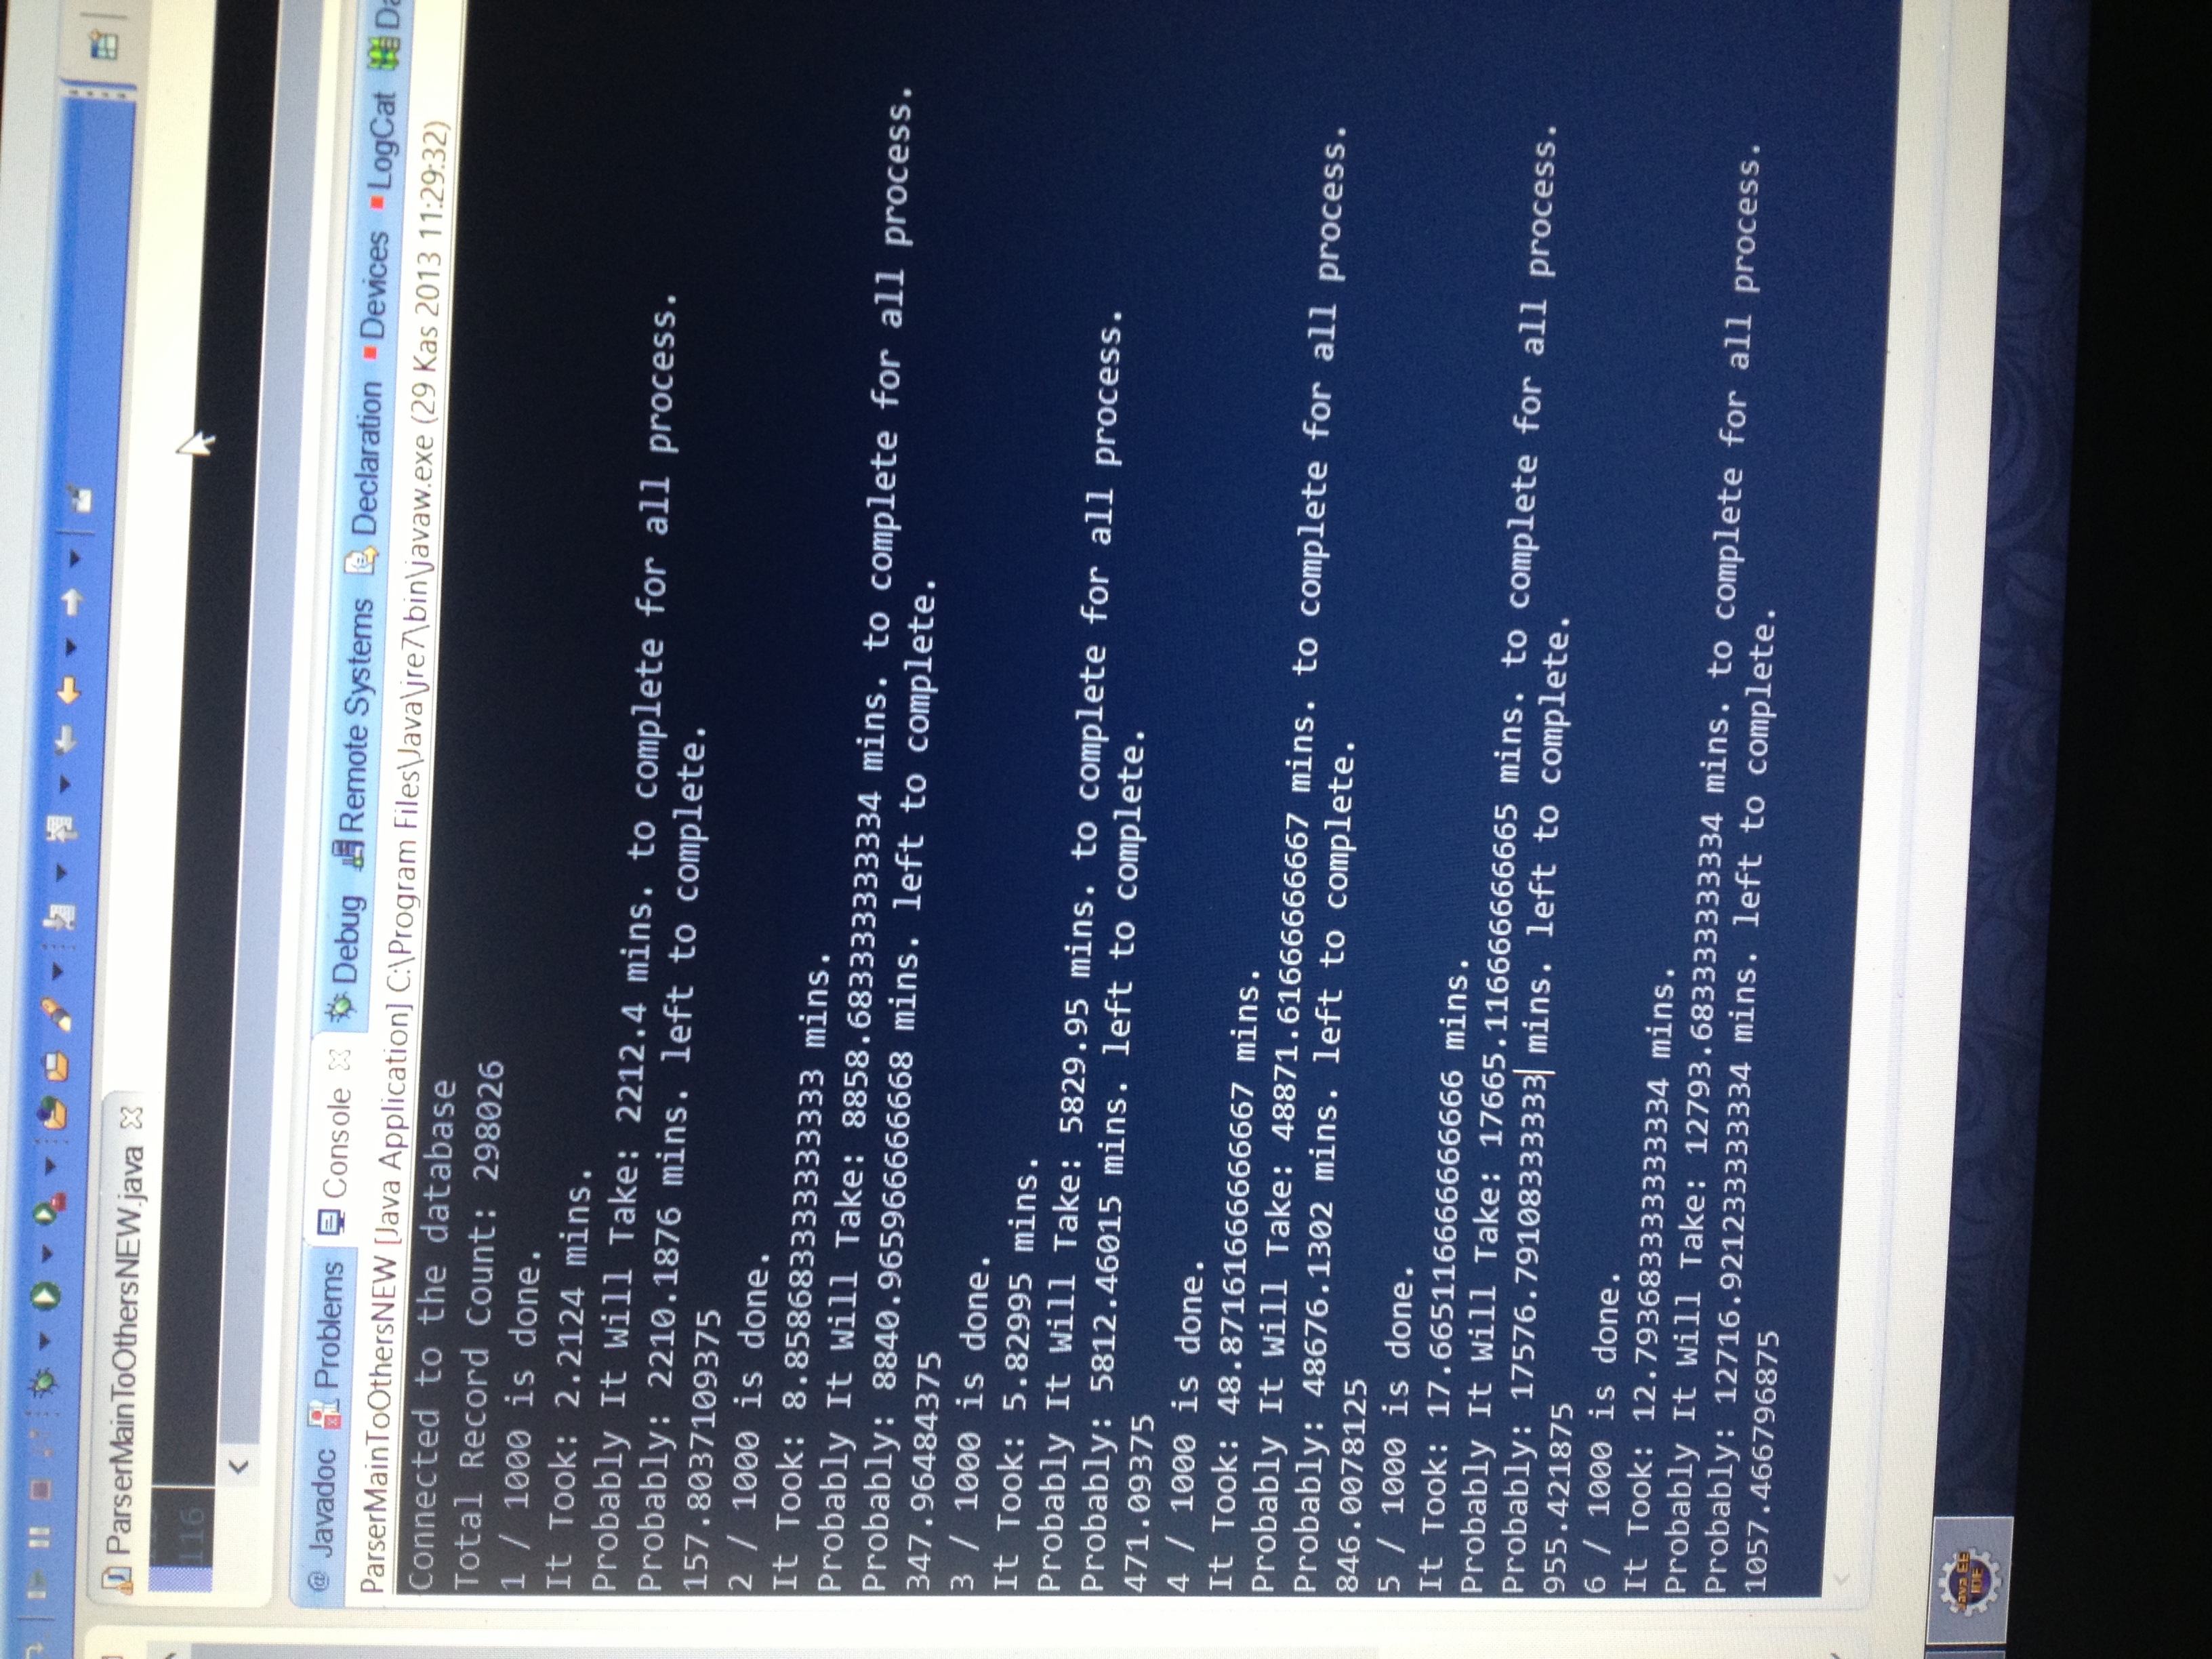 ParserMainToOthersNEW.java
116
@ Javadoc Problems Console Debug Remote Systems Declaration Devices LogCat
ParserMainToOthersNEW [Java Application] C:\Program Files\Java\jre7\bin\javaw.exe (29 Kas 2013 11:29:32)
Connected to the database
Total Record Count: 298026
1 / 1000 is done.
It Took: 2.2124 mins.
Probably It Will Take: 2212.4 mins. to complete for all process.
Probably: 2210.1876 mins. left to complete.
157.8037109375
2 / 1000 is done.
It Took: 8.858683333333333 mins.
Probably It Will Take: 8858.683333333334 mins. to complete for all process.
Probably: 8840.965966666668 mins. left to complete.
347.96484375
3 / 1000 is done.
It Took: 5.82995 mins.
Probably It Will Take: 5829.95 mins. to complete for all process.
Probably: 5812.46015 mins. left to complete.
471.09375
4 / 1000 is done.
It Took: 48.87161666666667 mins.
Probably It Will Take: 48871.61666666667 mins. to complete for all process.
Probably: 48676.1302 mins. left to complete.
846.0078125
5 / 1000 is done.
It Took: 17.665116666666666 mins.
Probably It Will Take: 17665.116666666665 mins. to complete for all process.
Probably: 17576.79108333333 mins. left to complete.
955.421875
6 / 1000 is done.
It Took: 12.793683333333334 mins.
Probably It Will Take: 12793.683333333334 mins. to complete for all process.
Probably: 12716.921233333334 mins. left to complete.
1057.466796875
Java EE
IDE